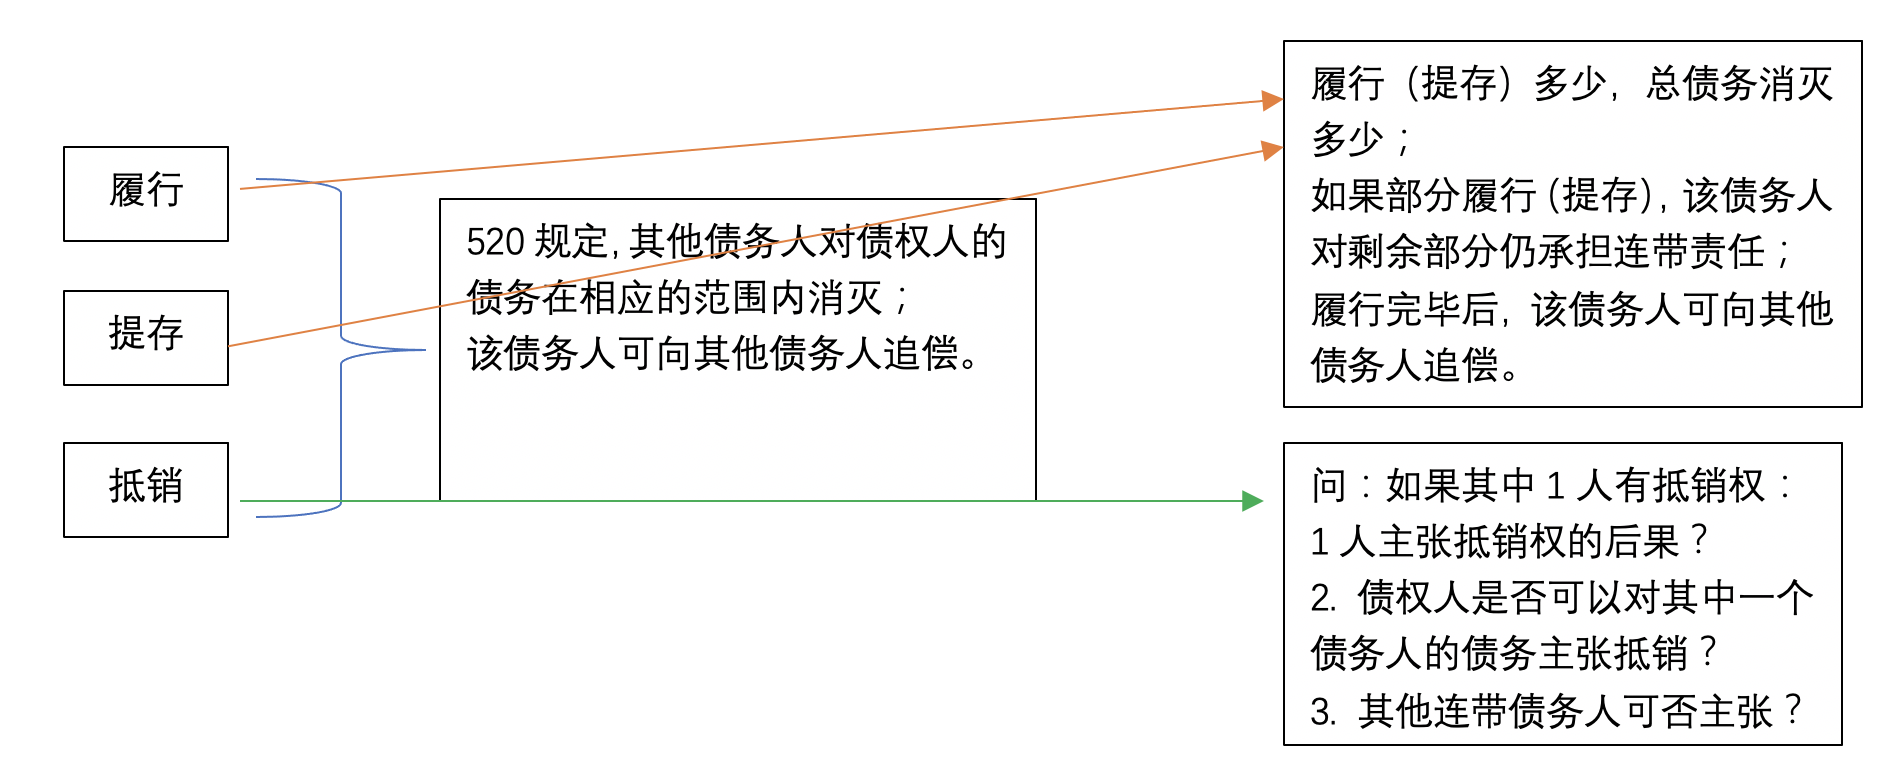 履行
提存
抵销
520 规定, 其他债务人对债权人的
债务在相应的范围内消灭；
该债务人可向其他债务人追偿。
履行（提存）多少, 总债务消灭
多少；
如果部分履行 (提存), 该债务人
对剩余部分仍承担连带责任；
履行完毕后, 该债务人可向其他
债务人追偿。
问：如果其中 1 人有抵销权：
1 人主张抵销权的后果？
2. 债权人是否可以对其中一个
债务人的债务主张抵销？
3. 其他连带债务人可否主张？